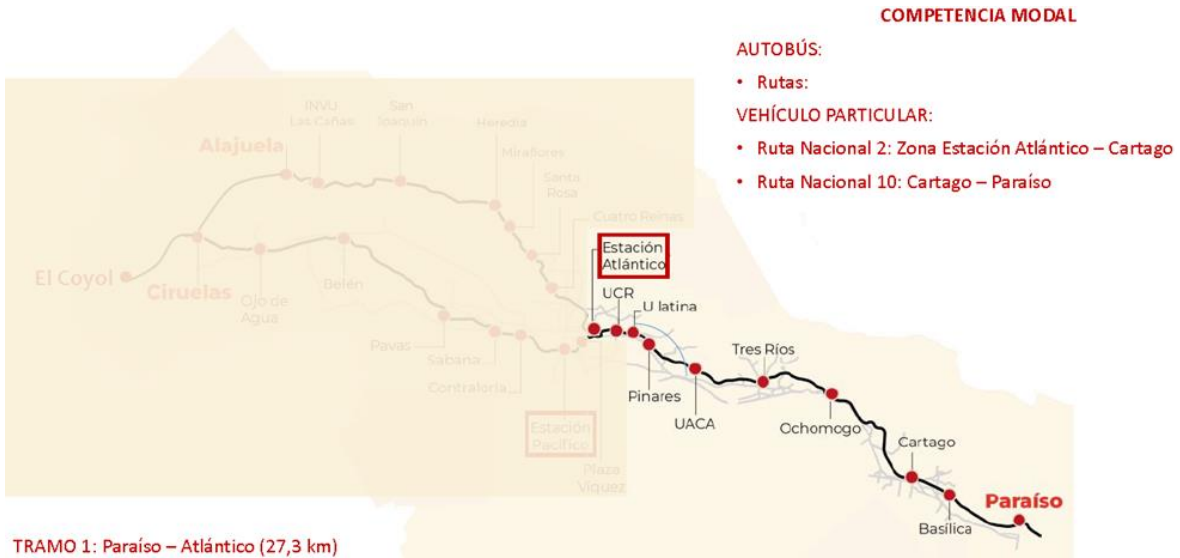 COMPETENCIA MODAL
AUTOBÚS:
• Rutas:
VEHÍCULO PARTICULAR:
• Ruta Nacional 2: Zona Estación Atlántico – Cartago
• Ruta Nacional 10: Cartago – Paraíso
INVU
Las Cañas
San
Joaquín
Heredia
Alajuela
Miraflores
Santa
Rosa
Cuatro Reinas
Estación
Atlántico
El Coyol
Ciruelas
Ojo de
Agua
Belén
UCR
U latina
Pavas
Sabana
Contraloría
Tres Ríos
Pinares
UACA
Ochomogo
Estación
Pacífico
Plaza
Víquez
Cartago
Basílica
Paraíso
TRAMO 1: Paraíso – Atlántico (27,3 km)